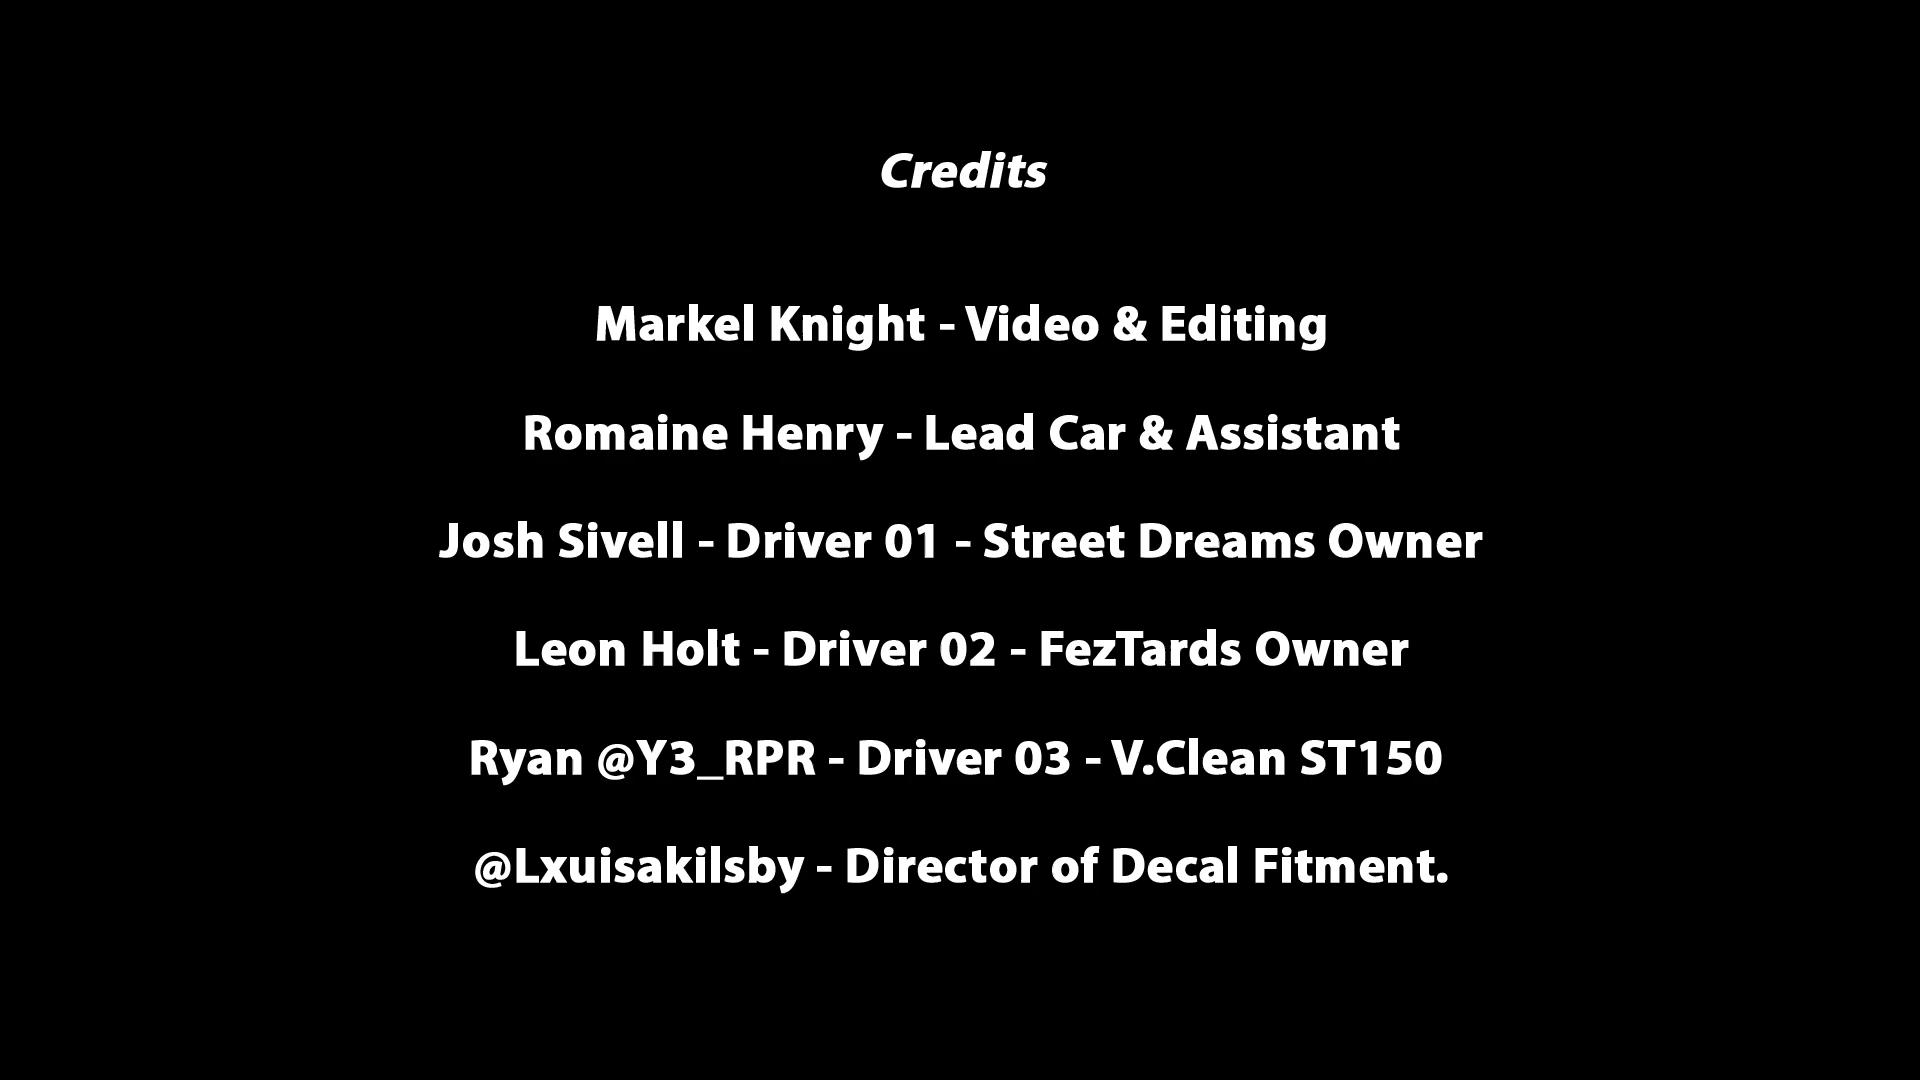 Credits
Markel Knight - Video & Editing
Romaine Henry - Lead Car & Assistant
Josh Sivell - Driver 01 - Street Dreams Owner
Leon Holt - Driver 02 - FezTards Owner
Ryan @Y3_RPR - Driver 03 - V.Clean ST150
@Lxuisakilsby - Director of Decal Fitment.